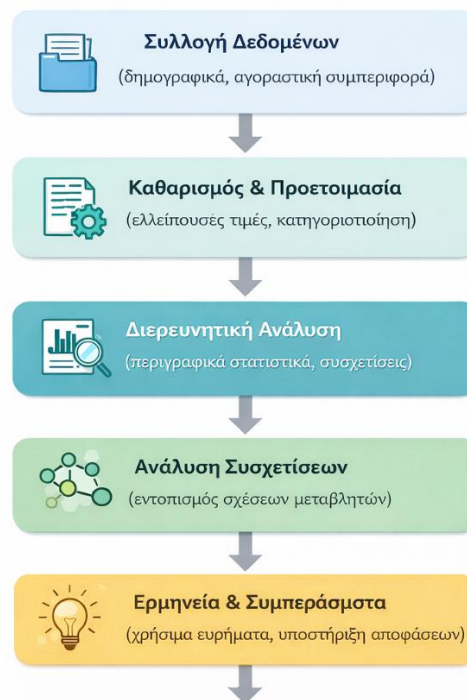 Συλλογή Δεδομένων
(δημογραφικά, αγοραστική συμπεριφορά)
Καθαρισμός & Προετοιμασία
(ελλείπουσες τιμές, κατηγοριοποίηση)
Διερευνητική Ανάλυση
(περιγραφικά στατιστικά, συσχετίσεις)
Ανάλυση Συσχετίσεων
(εντοπισμός σχέσεων μεταβλητών)
Ερμηνεία & Συμπεράσμστα
(χρήσιμα ευρήματα, υποστήριξη αποφάσεων)